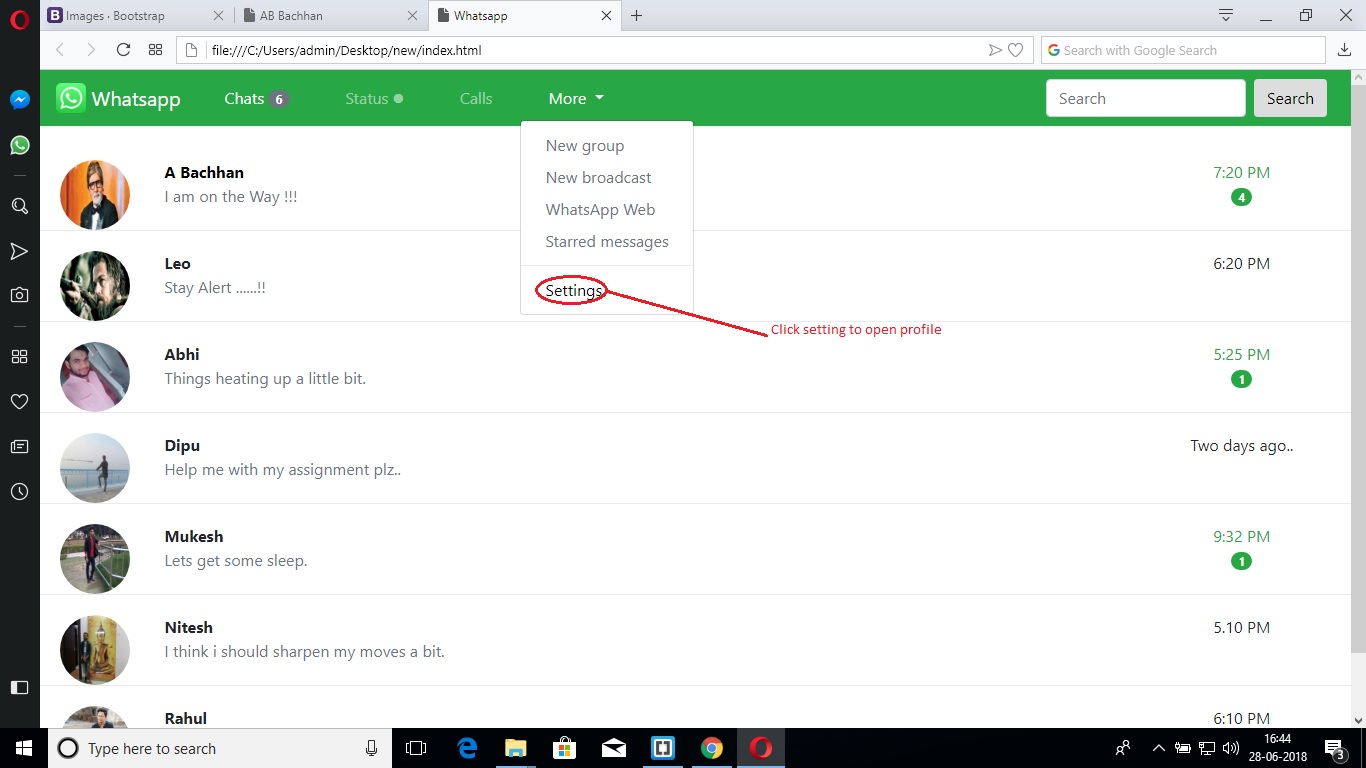 Images · Bootstrap
AB Bachhan
Whatsapp
file:///C:/Users/admin/Desktop/new/index.html
Search with Google Search
Whatsapp
Chats 6
Status
Calls
More
Search
Search
New group
New broadcast
WhatsApp Web
Starred messages
Settings
Click setting to open profile
A Bachhan
7:20 PM
I am on the Way !!!
4
Leo
6:20 PM
Stay Alert ......!!
Abhi
5:25 PM
Things heating up a little bit.
1
Dipu
Two days ago..
Help me with my assignment plz..
Mukesh
9:32 PM
Lets get some sleep.
1
Nitesh
5.10 PM
I think i should sharpen my moves a bit.
Rahul
6:10 PM
Type here to search
16:44
28-06-2018
3